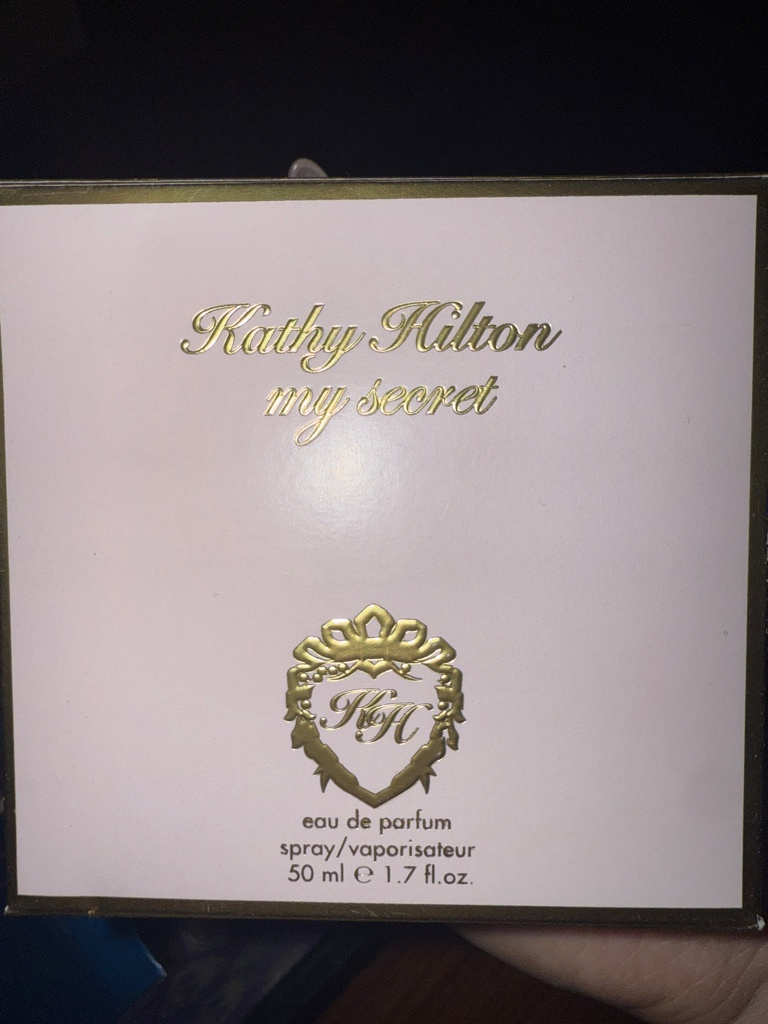 Kathy Hilton
my secret
KH
eau de parfum
spray/vaporisateur
50 ml ℮ 1.7 fl.oz.